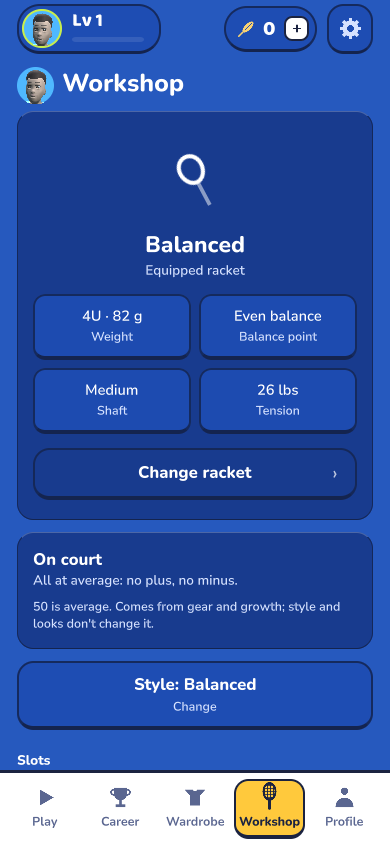 Lv 1
0
+
Workshop
Balanced
Equipped racket
4U · 82 g
Weight
Even balance
Balance point
Medium
Shaft
26 lbs
Tension
Change racket ›
On court
All at average: no plus, no minus.
50 is average. Comes from gear and growth; style and
looks don't change it.
Style: Balanced
Change
Slots
Play
Career
Wardrobe
Workshop
Profile